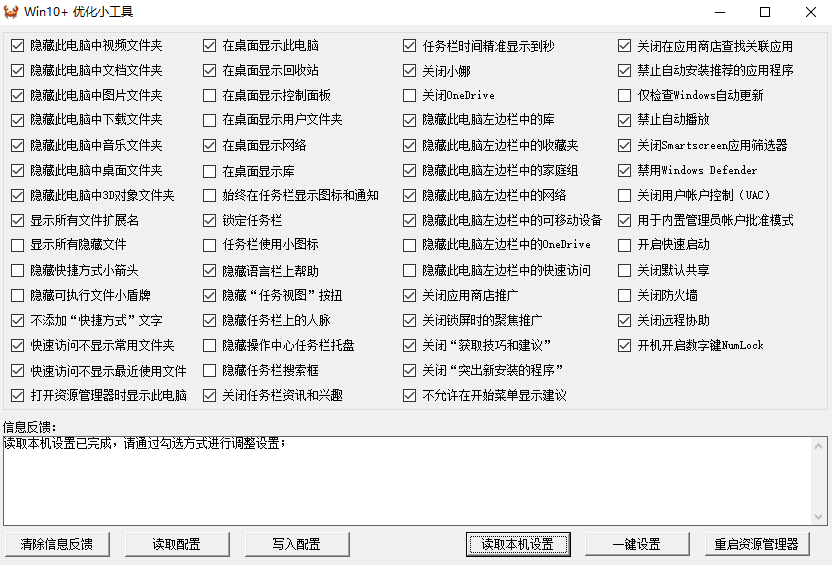 Win10+ 优化小工具
隐藏此电脑中视频文件夹
隐藏此电脑中文档文件夹
隐藏此电脑中图片文件夹
隐藏此电脑中下载文件夹
隐藏此电脑中音乐文件夹
隐藏此电脑中桌面文件夹
隐藏此电脑中3D对象文件夹
显示所有文件扩展名
显示所有隐藏文件
隐藏快捷方式小箭头
隐藏可执行文件小盾牌
不添加“快捷方式”文字
快速访问不显示常用文件夹
快速访问不显示最近使用文件
打开资源管理器时显示此电脑
在桌面显示此电脑
在桌面显示回收站
在桌面显示控制面板
在桌面显示用户文件夹
在桌面显示网络
在桌面显示库
始终在任务栏显示图标和通知
锁定任务栏
任务栏使用小图标
隐藏语言栏上帮助
隐藏“任务视图”按扭
隐藏任务栏上的人脉
隐藏操作中心任务栏托盘
隐藏任务栏搜索框
关闭任务栏资讯和兴趣
任务栏时间精准显示到秒
关闭小娜
关闭OneDrive
隐藏此电脑左边栏中的库
隐藏此电脑左边栏中的收藏夹
隐藏此电脑左边栏中的家庭组
隐藏此电脑左边栏中的网络
隐藏此电脑左边栏中的可移动设备
隐藏此电脑左边栏中的OneDrive
隐藏此电脑左边栏中的快速访问
关闭应用商店推广
关闭锁屏时的聚焦推广
关闭“获取技巧和建议”
关闭“突出新安装的程序”
不允许在开始菜单显示建议
关闭在应用商店查找关联应用
禁止自动安装推荐的应用程序
仅检查Windows自动更新
禁止自动播放
关闭Smartscreen应用筛选器
禁用Windows Defender
关闭用户帐户控制（UAC）
用于内置管理员帐户批准模式
开启快速启动
关闭默认共享
关闭防火墙
关闭远程协助
开机开启数字键NumLock
信息反馈：
读取本机设置已完成，请通过勾选方式进行调整设置；
清除信息反馈
读取配置
写入配置
读取本机设置
一键设置
重启资源管理器